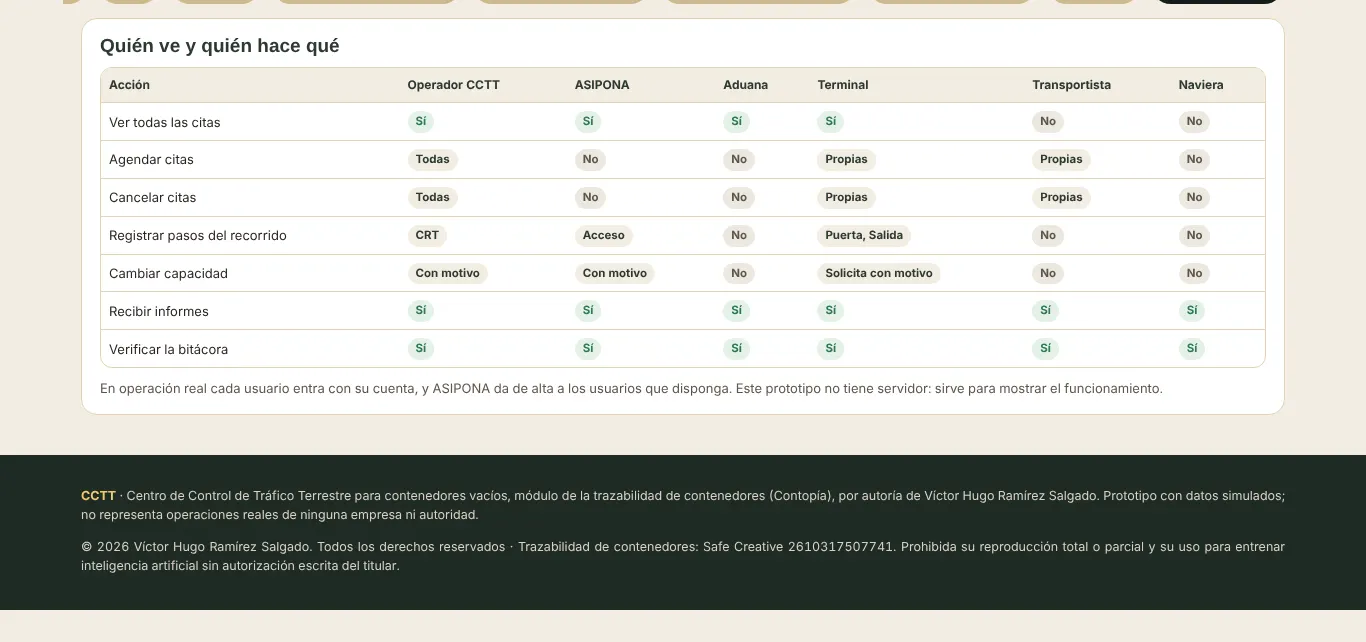 Quién ve y quién hace qué
Acción Operador CCTT ASIPONA Aduana Terminal Transportista Naviera
Ver todas las citas Sí Sí Sí Sí No No
Agendar citas Todas No No Propias Propias No
Cancelar citas Todas No No Propias Propias No
Registrar pasos del recorrido CRT Acceso No Puerta, Salida No No
Cambiar capacidad Con motivo Con motivo No Solicita con motivo No No
Recibir informes Sí Sí Sí Sí Sí Sí
Verificar la bitácora Sí Sí Sí Sí Sí Sí
En operación real cada usuario entra con su cuenta, y ASIPONA da de alta a los usuarios que disponga. Este prototipo no tiene servidor: sirve para mostrar el funcionamiento.
CCTT · Centro de Control de Tráfico Terrestre para contenedores vacíos, módulo de la trazabilidad de contenedores (Contopía), por autoría de Víctor Hugo Ramírez Salgado. Prototipo con datos simulados;
no representa operaciones reales de ninguna empresa ni autoridad.
© 2026 Víctor Hugo Ramírez Salgado. Todos los derechos reservados · Trazabilidad de contenedores: Safe Creative 2610317507741. Prohibida su reproducción total o parcial y su uso para entrenar
inteligencia artificial sin autorización escrita del titular.